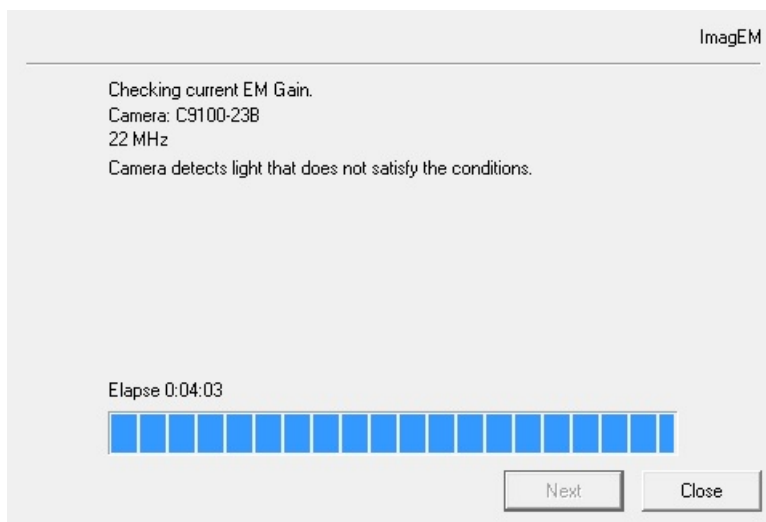 ImagEM
Checking current EM Gain.
Camera: C9100-23B
22 MHz
Camera detects light that does not satisfy the conditions.
Elapse 0:04:03
Next
Close